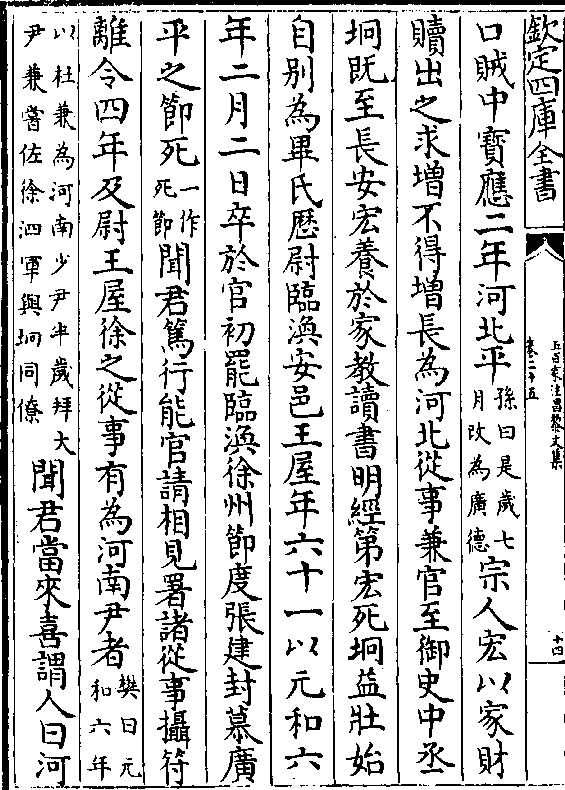 欽定四庫全書
五百家注昌黎文集
卷二十五
十四
口賊中寳應二年河北平孫曰是歲七月改為廣德宗人宏以家財
贖出之求增不得增長為河北從事兼官至御史中丞
坰既至長安宏養於家教讀書明經第宏死坰益壯始
自别為畢氏歴尉臨渙安邑王屋年六十一以元和六
年二月二日卒於官初罷臨渙徐州節度張建封慕廣
平之節死一作死節聞君篤行能官請相見署諸從事攝符
離令四年及尉王屋徐之從事有為河南尹者樊曰元和六年
以杜兼為河南少尹半歲拜大尹兼嘗佐徐泗軍與坰同僚聞君當來喜謂人曰河